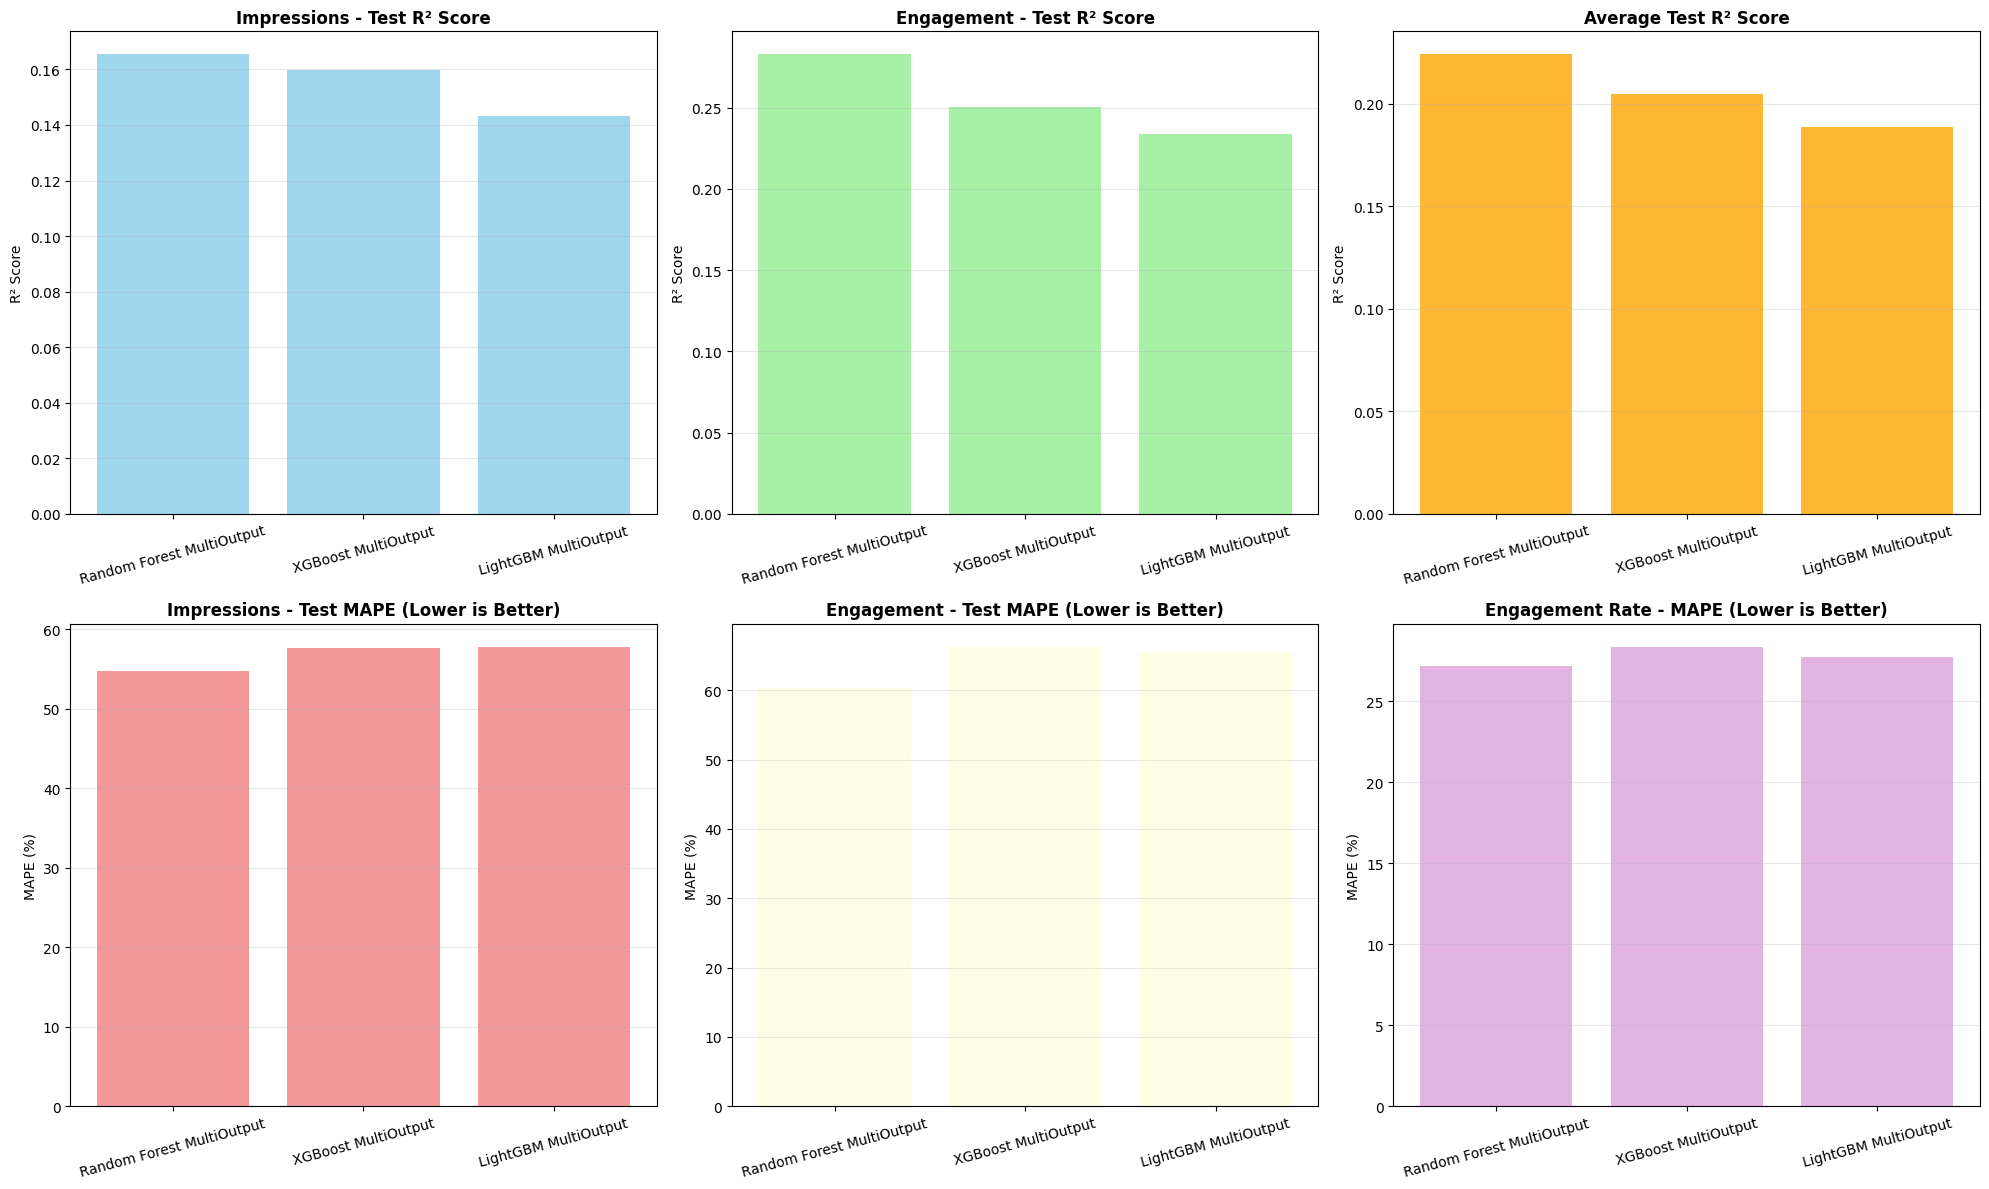 Impressions - Test R² Score
R² Score
0.16
0.14
0.12
0.10
0.08
0.06
0.04
0.02
0.00
Random Forest MultiOutput
XGBoost MultiOutput
LightGBM MultiOutput
Engagement - Test R² Score
R² Score
0.25
0.20
0.15
0.10
0.05
0.00
Random Forest MultiOutput
XGBoost MultiOutput
LightGBM MultiOutput
Average Test R² Score
R² Score
0.20
0.15
0.10
0.05
0.00
Random Forest MultiOutput
XGBoost MultiOutput
LightGBM MultiOutput
Impressions - Test MAPE (Lower is Better)
MAPE (%)
60
50
40
30
20
10
0
Random Forest MultiOutput
XGBoost MultiOutput
LightGBM MultiOutput
Engagement - Test MAPE (Lower is Better)
MAPE (%)
60
50
40
30
20
10
0
Random Forest MultiOutput
XGBoost MultiOutput
LightGBM MultiOutput
Engagement Rate - MAPE (Lower is Better)
MAPE (%)
25
20
15
10
5
0
Random Forest MultiOutput
XGBoost MultiOutput
LightGBM MultiOutput